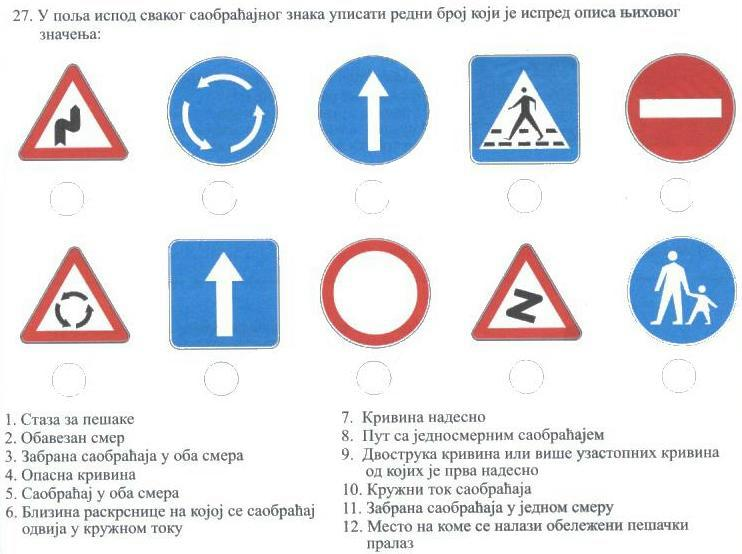 27. У поља испод сваког саобраћајног знака уписати редни број који је испред описа њиховог
значења:
1. Стаза за пешаке
2. Обавезан смер
3. Забрана саобраћаја у оба смера
4. Опасна кривина
5. Саобраћај у оба смера
6. Близина раскрснице на којој се саобраћај
одвија у кружном току
7. Кривина надесно
8. Пут са једносмерним саобраћајем
9. Двострука кривина или више узастопних кривина
од којих је прва надесно
10. Кружни ток саобраћаја
11. Забрана саобраћаја у једном смеру
12. Место на коме се налази обележени пешачки
пралаз